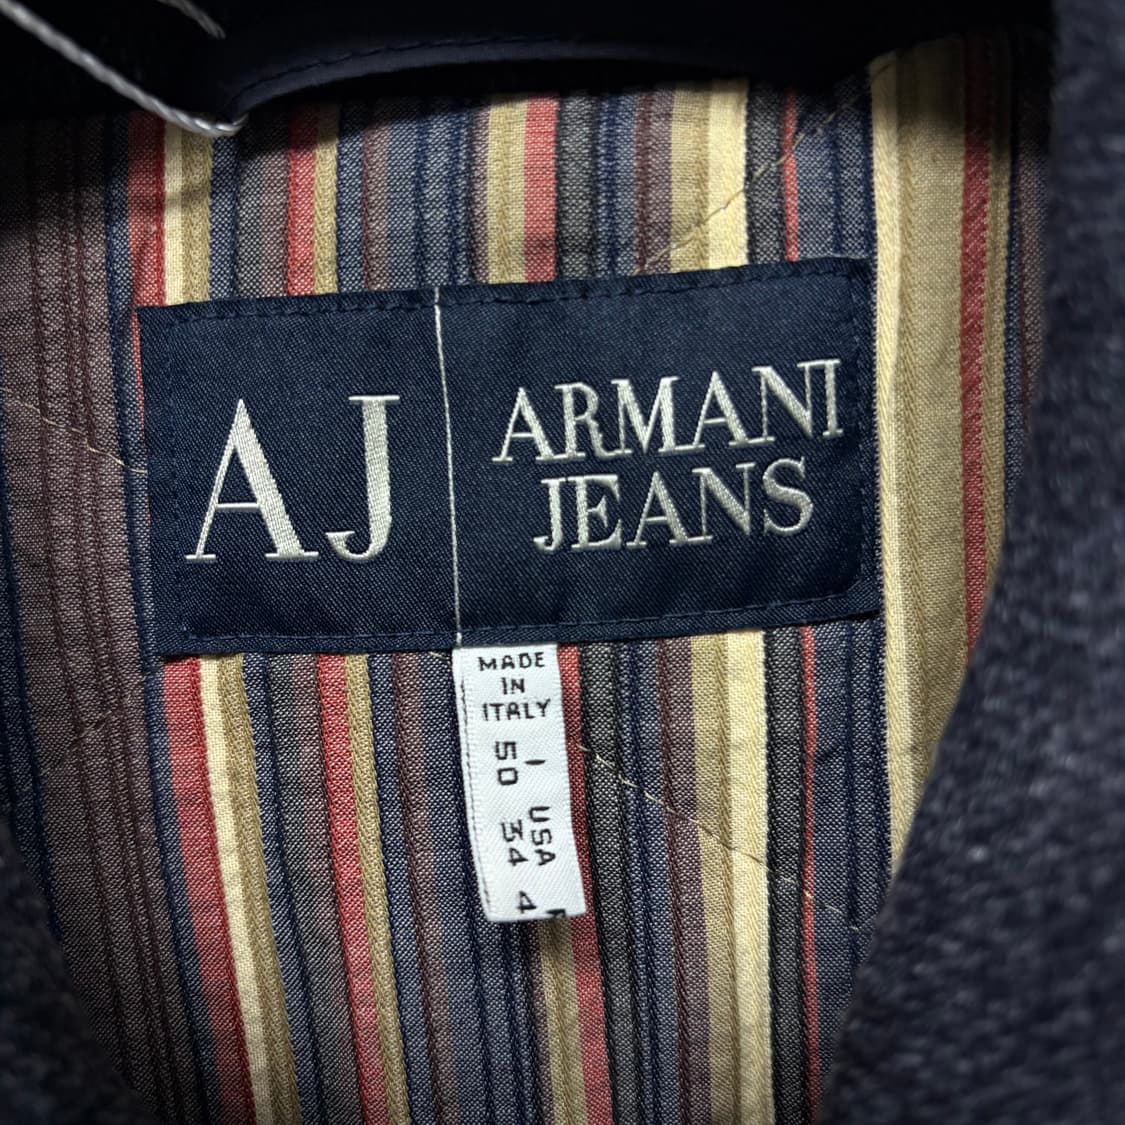 AJ
ARMANI
JEANS
MADE
IN
ITALY
I USA
50 34 4